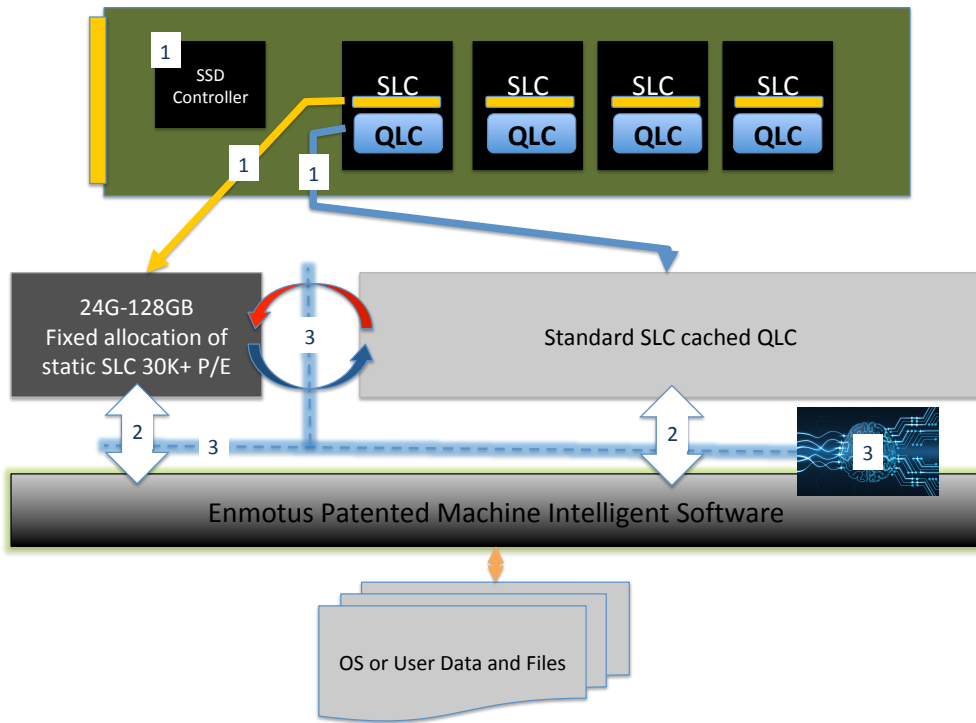 1
SSD
Controller
SLC
QLC
SLC
QLC
SLC
QLC
SLC
QLC
1
1
24G-128GB
Fixed allocation of
static SLC 30K+ P/E
3
Standard SLC cached QLC
2
3
2
3
Enmotus Patented Machine Intelligent Software
OS or User Data and Files